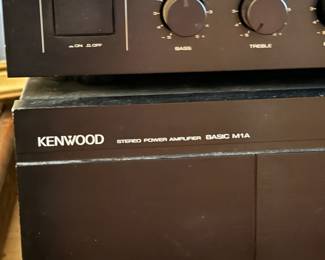 ON OFF
BASS TREBLE
KENWOOD STEREO POWER AMPLIFIER BASIC M1A